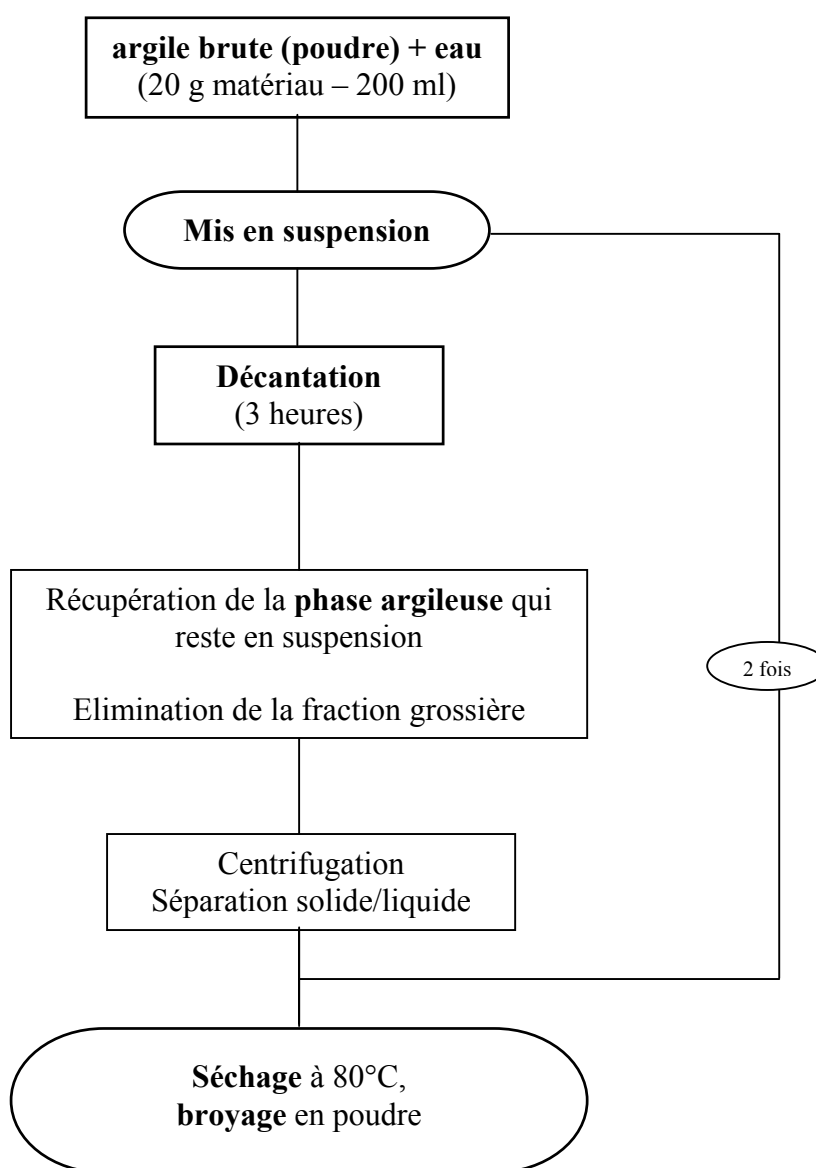 argile brute (poudre) + eau
(20 g matériau – 200 ml)
Mis en suspension
Décantation
(3 heures)
Récupération de la phase argileuse qui
reste en suspension
Elimination de la fraction grossière
2 fois
Centrifugation
Séparation solide/liquide
Séchage à 80°C,
broyage en poudre